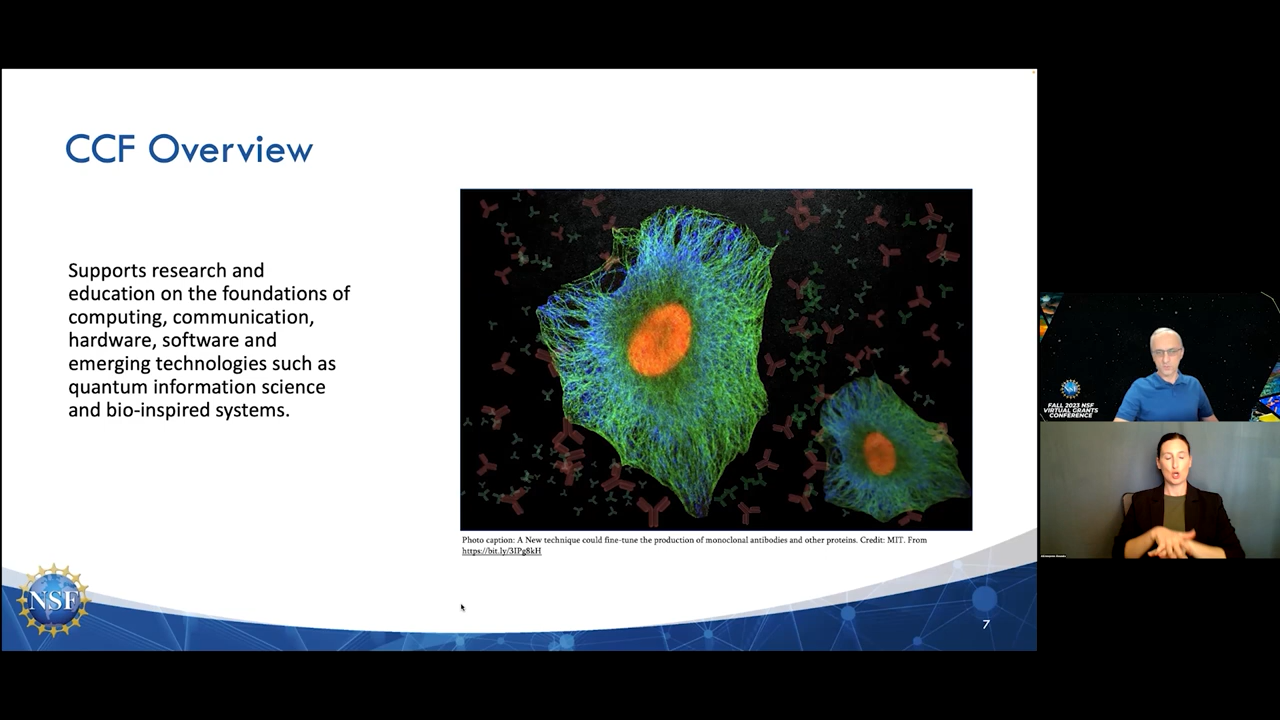 CCF Overview
Supports research and
education on the foundations of
computing, communication,
hardware, software and
emerging technologies such as
quantum information science
and bio-inspired systems.
Photo caption: A New technique could fine-tune the production of monoclonal antibodies and other proteins. Credit: MIT. From
https://bit.ly/3IPg8kH
NSF
7
FALL 2023 NSF
VIRTUAL GRANTS
CONFERENCE